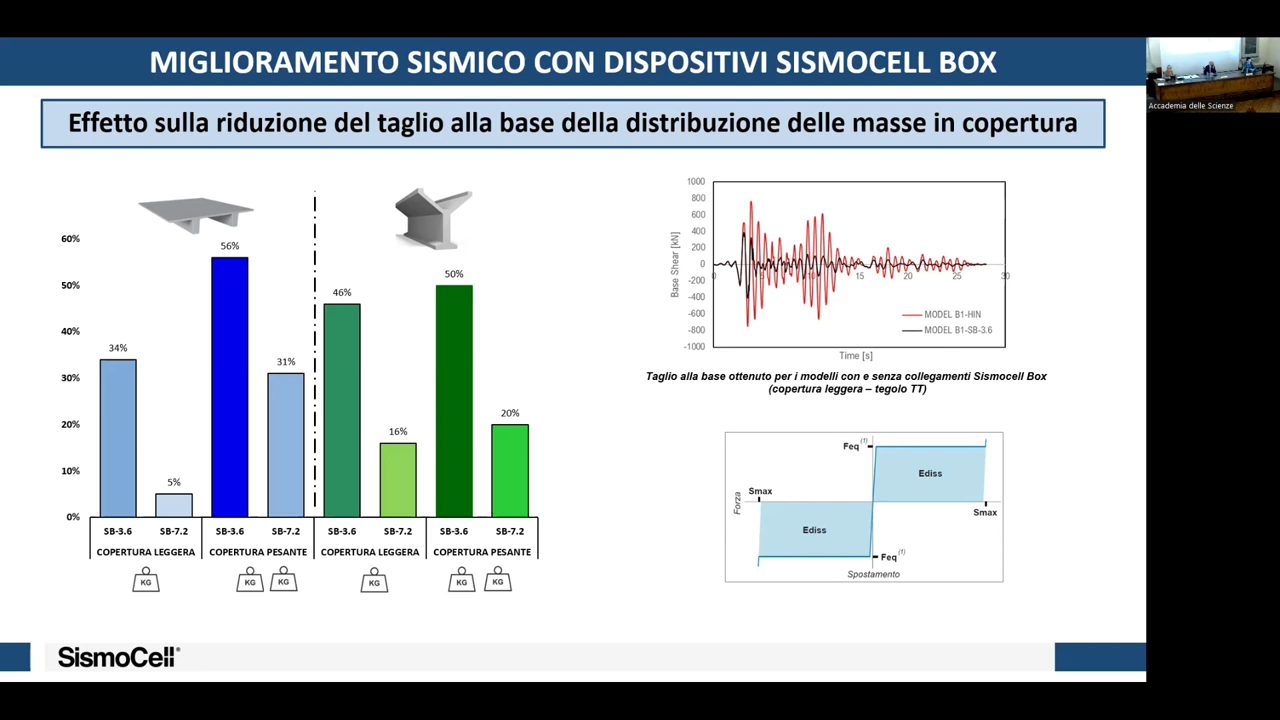 MIGLIORAMENTO SISMICO CON DISPOSITIVI SISMOCELL BOX
Accademia delle Scienze
Effetto sulla riduzione del taglio alla base della distribuzione delle masse in copertura
60%
50%
40%
30%
20%
10%
0%
34%
5%
56%
31%
46%
16%
50%
20%
SB-3.6 SB-7.2 SB-3.6 SB-7.2 SB-3.6 SB-7.2 SB-3.6 SB-7.2
COPERTURA LEGGERA COPERTURA PESANTE COPERTURA LEGGERA COPERTURA PESANTE
KG KG KG KG KG KG
Base Shear [kN]
1000
800
600
400
200
0
-200
-400
-600
-800
-1000
0 5 10 15 20 25 30
MODEL B1-HIN
MODEL B1-SB-3.6
Time [s]
Taglio alla base ottenuto per i modelli con e senza collegamenti Sismocell Box
(copertura leggera – tegolo TT)
Feq (1)
Ediss
Smax
Forza
Smax
Ediss
Feq (1)
Spostamento
SismoCell®